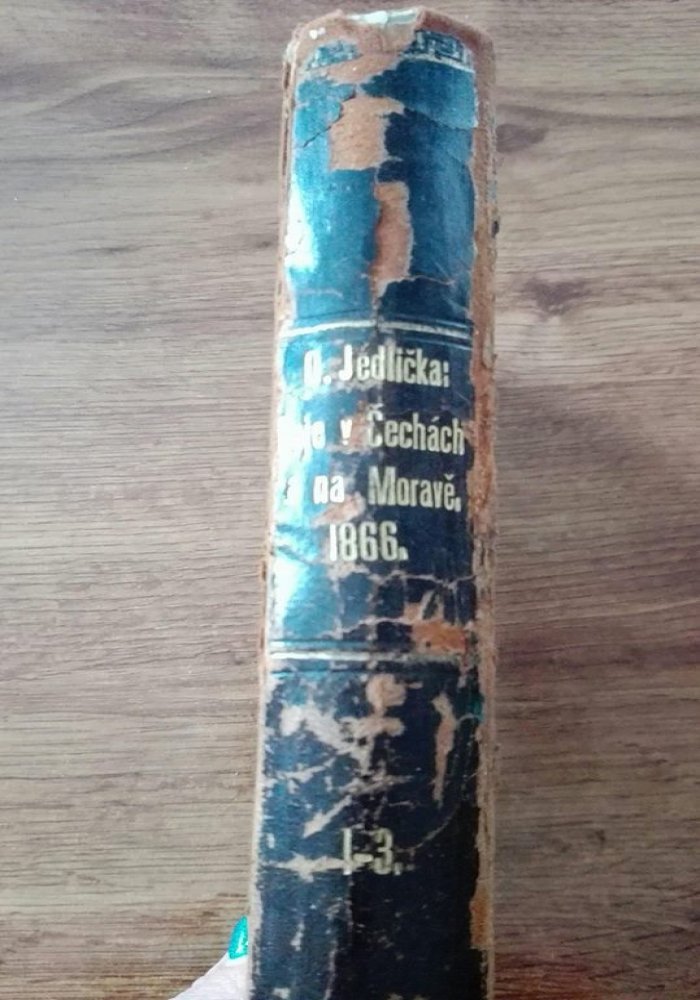 Jedlička:
v Čechách
a na Moravě.
1866.
1-3.